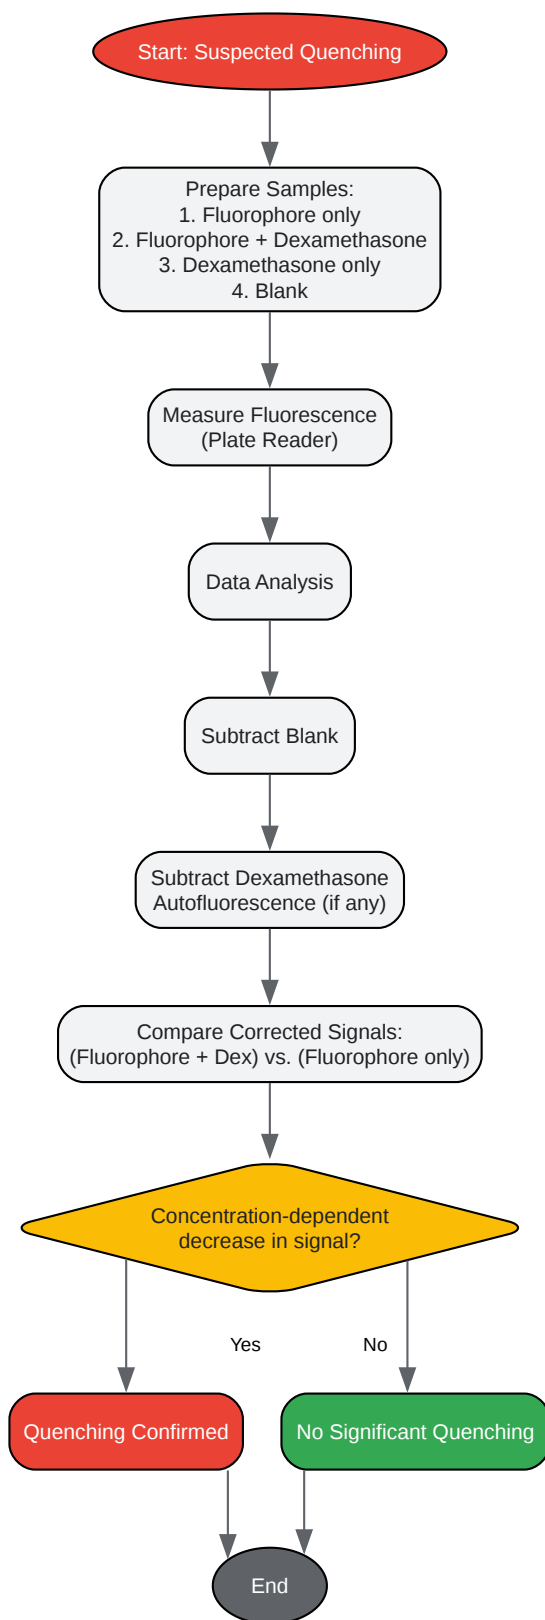 Start: Suspected Quenching
Prepare Samples:
1. Fluorophore only
2. Fluorophore + Dexamethasone
3. Dexamethasone only
4. Blank
Measure Fluorescence
(Plate Reader)
Data Analysis
Subtract Blank
Subtract Dexamethasone
Autofluorescence (if any)
Compare Corrected Signals:
(Fluorophore + Dex) vs. (Fluorophore only)
Concentration-dependent
decrease in signal?
Yes
No
Quenching Confirmed
No Significant Quenching
End